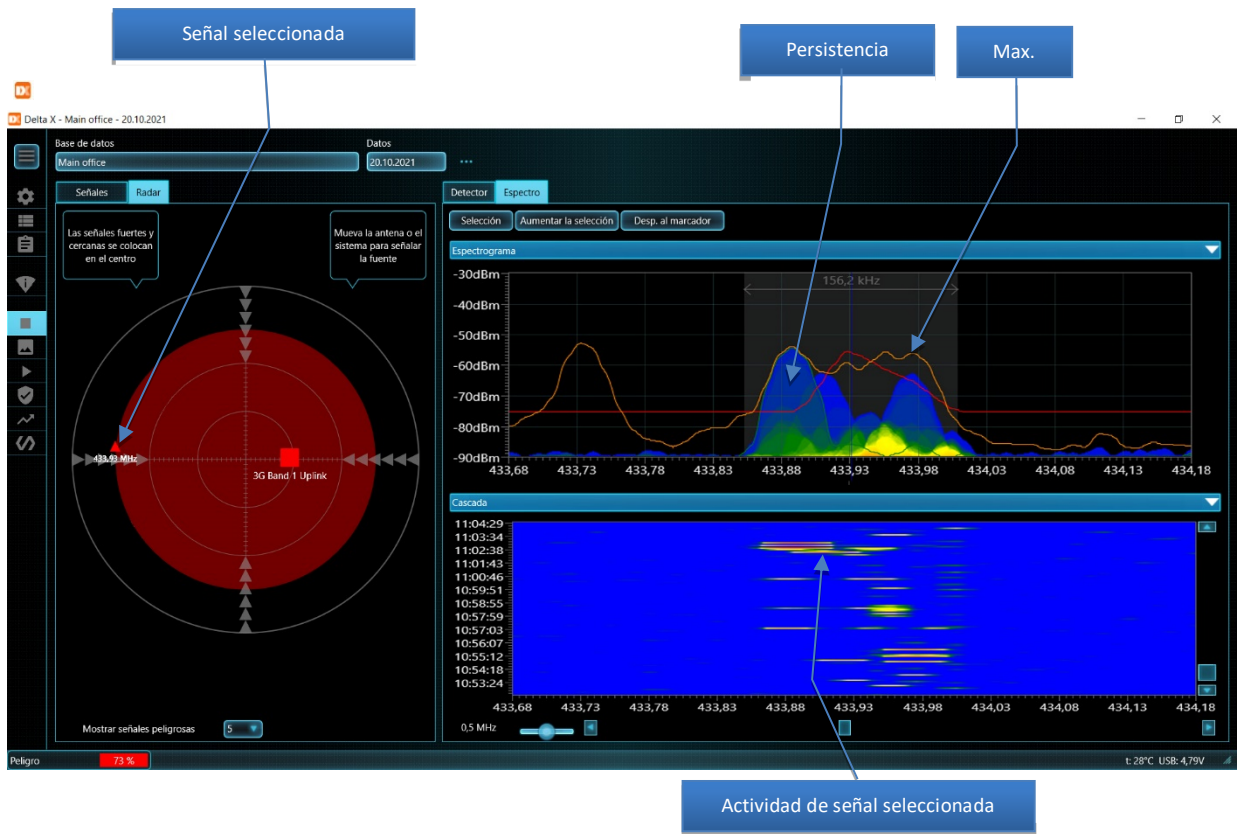 Señal seleccionada
Persistencia
Max.
DX
DX Delta X - Main office - 20.10.2021
Base de datos
Datos
Main office
20.10.2021
...
Señales
Radar
Las señales fuertes y
cercanas se colocan
en el centro
Mueva la antena o el
sistema para señalar
la fuente
433,93 MHz
3G Band 1 Uplink
Mostrar señales peligrosas
5
Detector
Espectro
Selección
Aumentar la selección
Desp. al marcador
Espectrograma
156,2 kHz
-30dBm
-40dBm
-50dBm
-60dBm
-70dBm
-80dBm
-90dBm
433,68 433,73 433,78 433,83 433,88 433,93 433,98 434,03 434,08 434,13 434,18
Cascada
11:04:29
11:03:34
11:02:38
11:01:43
11:00:46
10:59:51
10:58:55
10:57:59
10:57:03
10:56:07
10:55:12
10:54:18
10:53:24
433,68 433,73 433,78 433,83 433,88 433,93 433,98 434,03 434,08 434,13 434,18
0,5 MHz
Peligro
73 %
t: 28°C USB: 4,79V
Actividad de señal seleccionada